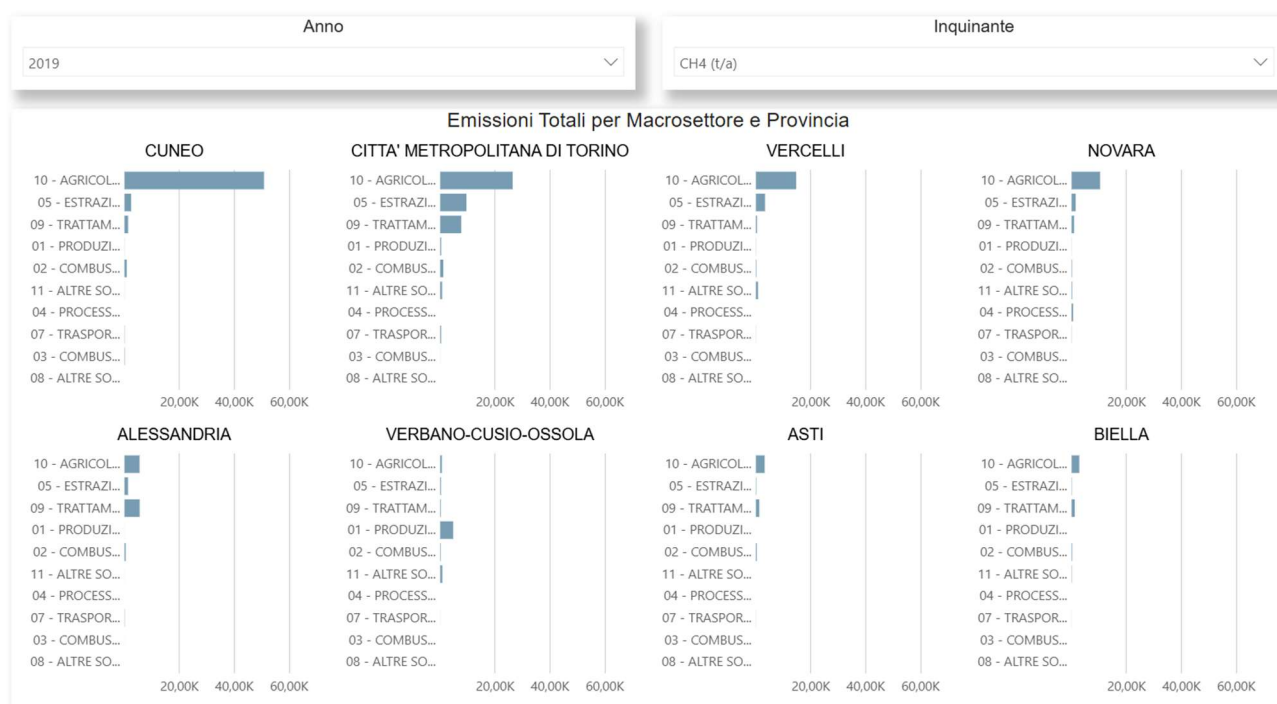 Anno
2019
Inquinante
CH4 (t/a)
Emissioni Totali per Macrosettore e Provincia
CUNEO
10 - AGRICOL...
05 - ESTRAZI...
09 - TRATTAM...
01 - PRODUZI...
02 - COMBUS...
11 - ALTRE SO...
04 - PROCESS...
07 - TRASPOR...
03 - COMBUS...
08 - ALTRE SO...
20,00K 40,00K 60,00K
CITTA' METROPOLITANA DI TORINO
10 - AGRICOL...
05 - ESTRAZI...
09 - TRATTAM...
01 - PRODUZI...
02 - COMBUS...
11 - ALTRE SO...
04 - PROCESS...
07 - TRASPOR...
03 - COMBUS...
08 - ALTRE SO...
20,00K 40,00K 60,00K
VERCELLI
10 - AGRICOL...
05 - ESTRAZI...
09 - TRATTAM...
01 - PRODUZI...
02 - COMBUS...
11 - ALTRE SO...
04 - PROCESS...
07 - TRASPOR...
03 - COMBUS...
08 - ALTRE SO...
20,00K 40,00K 60,00K
NOVARA
10 - AGRICOL...
05 - ESTRAZI...
09 - TRATTAM...
01 - PRODUZI...
02 - COMBUS...
11 - ALTRE SO...
04 - PROCESS...
07 - TRASPOR...
03 - COMBUS...
08 - ALTRE SO...
20,00K 40,00K 60,00K
ALESSANDRIA
10 - AGRICOL...
05 - ESTRAZI...
09 - TRATTAM...
01 - PRODUZI...
02 - COMBUS...
11 - ALTRE SO...
04 - PROCESS...
07 - TRASPOR...
03 - COMBUS...
08 - ALTRE SO...
20,00K 40,00K 60,00K
VERBANO-CUSIO-OSSOLA
10 - AGRICOL...
05 - ESTRAZI...
09 - TRATTAM...
01 - PRODUZI...
02 - COMBUS...
11 - ALTRE SO...
04 - PROCESS...
07 - TRASPOR...
03 - COMBUS...
08 - ALTRE SO...
20,00K 40,00K 60,00K
ASTI
10 - AGRICOL...
05 - ESTRAZI...
09 - TRATTAM...
01 - PRODUZI...
02 - COMBUS...
11 - ALTRE SO...
04 - PROCESS...
07 - TRASPOR...
03 - COMBUS...
08 - ALTRE SO...
20,00K 40,00K 60,00K
BIELLA
10 - AGRICOL...
05 - ESTRAZI...
09 - TRATTAM...
01 - PRODUZI...
02 - COMBUS...
11 - ALTRE SO...
04 - PROCESS...
07 - TRASPOR...
03 - COMBUS...
08 - ALTRE SO...
20,00K 40,00K 60,00K